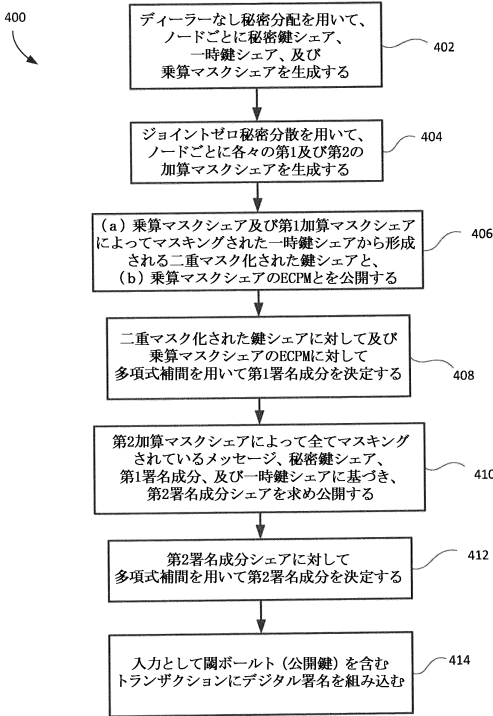 400
ディーラーなし秘密分配を用いて、
ノードごとに秘密鍵シェア、
一時鍵シェア、及び
乗算マスクシェアを生成する
402
ジョイントゼロ秘密分散を用いて、
ノードごとに各々の第1及び第2の
加算マスクシェアを生成する
404
（a）乗算マスクシェア及び第1加算マスクシェア
によってマスキングされた一時鍵シェアから形成
される二重マスク化された鍵シェアと、
（b）乗算マスクシェアのECPMとを公開する
406
二重マスク化された鍵シェアに対して及び
乗算マスクシェアのECPMに対して
多項式補間を用いて第1署名成分を決定する
408
第2加算マスクシェアによって全てマスキング
されているメッセージ、秘密鍵シェア、
第1署名成分、及び一時鍵シェアに基づき、
第2署名成分シェアを求め公開する
410
第2署名成分シェアに対して
多項式補間を用いて第2署名成分を決定する
412
入力として閾ボールト（公開鍵）を含む
トランザクションにデジタル署名を組み込む
414